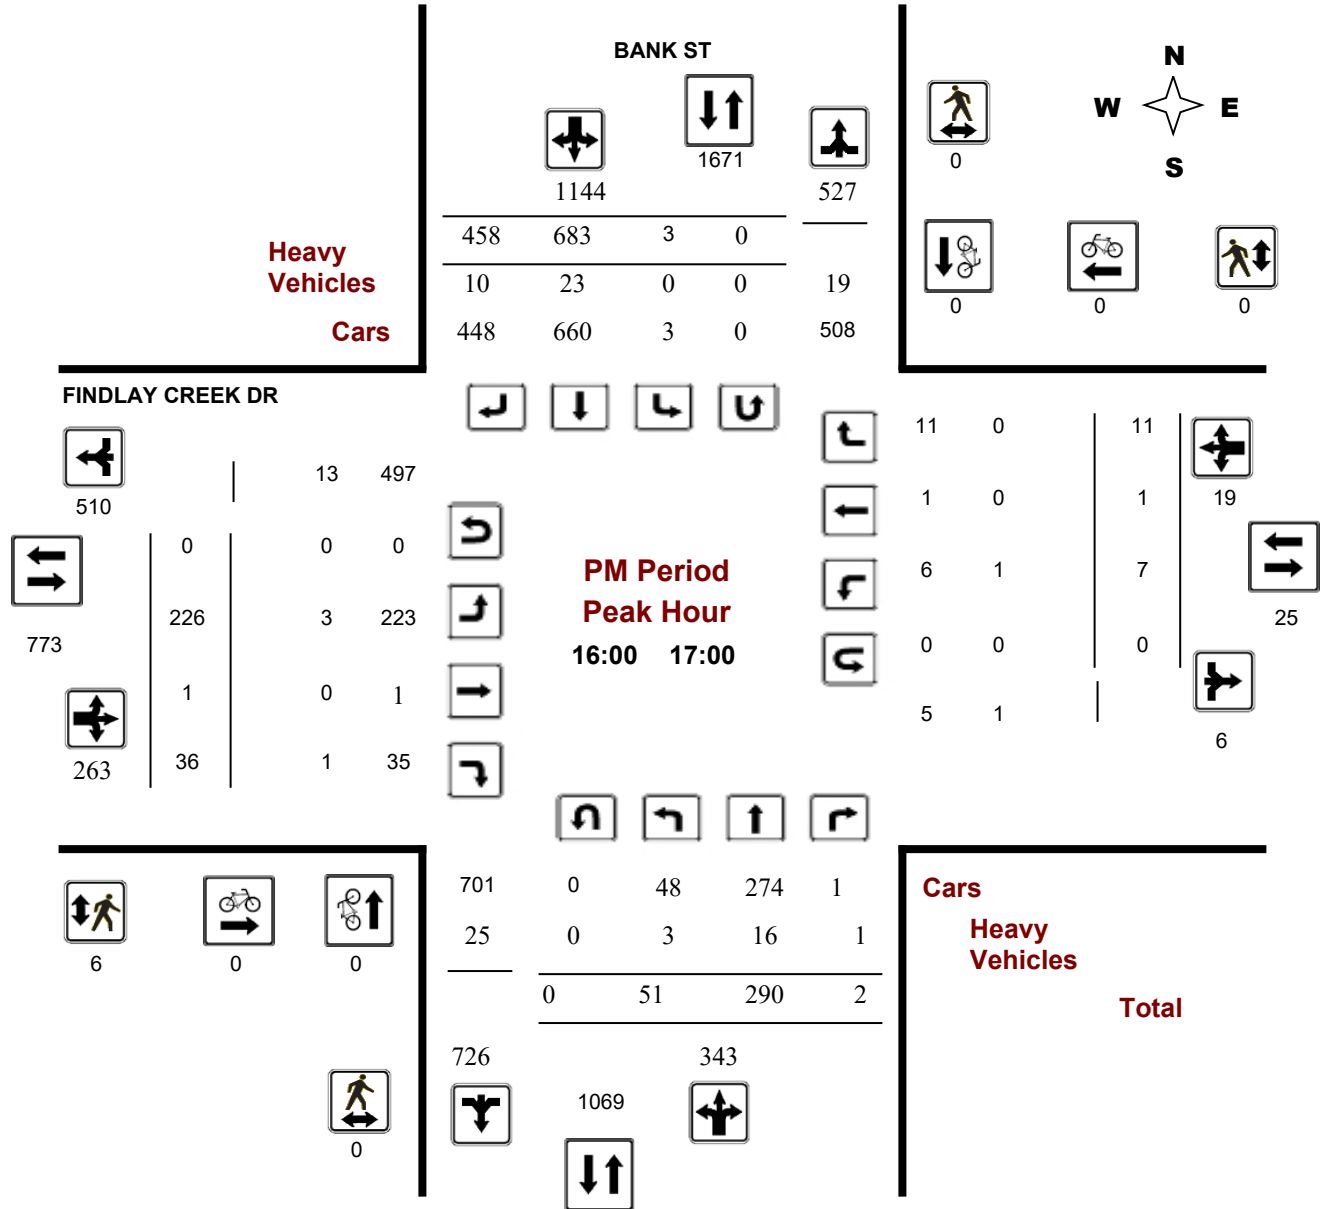 BANK ST
N
W E
S
1671
0
1144
527
458 683 3 0
Heavy
Vehicles
10 23 0 0 19
0 0 0
Cars
448 660 3 0 508
FINDLAY CREEK DR
11 0 11
13 497
510
1 0 1 19
0 0 0
PM Period
6 1 7
Peak Hour
226 3 223
25
773
16:00 17:00
0 0 0
1 0 1
5 1
6
263
36 1 35
701 0 48 274 1
Cars
25 0 3 16 1
Heavy
Vehicles
6 0 0
0 51 290 2
Total
726 343
1069
0